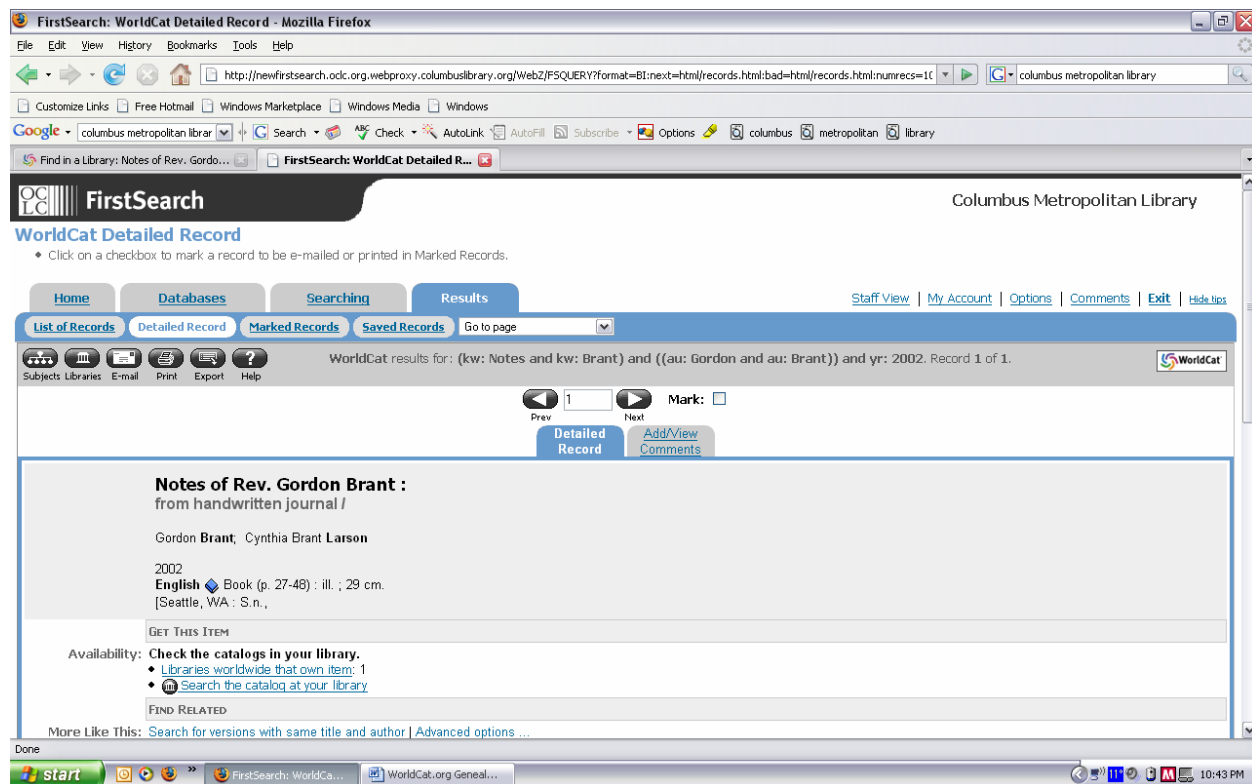 FirstSearch: WorldCat Detailed Record - Mozilla Firefox
File Edit View History Bookmarks Tools Help
http://newfirstsearch.oclc.org.webproxy.columbuslibrary.org/WebZ/FSQUERY?format=BI:next=html/records.html:bad=html/records.html:numrecs=1( G columbus metropolitan library
Customize Links Free Hotmail Windows Marketplace Windows Media Windows
Google columbus metropolitan librar G Search ABC Check AutoLink AutoFill Subscribe Options columbus metropolitan library
Find in a Library: Notes of Rev. Gordo... FirstSearch: WorldCat Detailed R...
OCLC FirstSearch Columbus Metropolitan Library
WorldCat Detailed Record
• Click on a checkbox to mark a record to be e-mailed or printed in Marked Records.
Home Databases Searching Results Staff View | My Account | Options | Comments | Exit | Hide tips
List of Records Detailed Record Marked Records Saved Records Go to page
Subjects Libraries E-mail Print Export ? Help WorldCat results for: (kw: Notes and kw: Brant) and ((au: Gordon and au: Brant)) and yr: 2002. Record 1 of 1. WorldCat
Prev 1 Next Mark:
Detailed Record Add/View Comments
Notes of Rev. Gordon Brant :
from handwritten journal /
Gordon Brant; Cynthia Brant Larson
2002
English Book (p. 27-48) : ill. ; 29 cm.
[Seattle, WA : S.n.,
GET THIS ITEM
Availability: Check the catalogs in your library.
• Libraries worldwide that own item: 1
• Search the catalog at your library
FIND RELATED
More Like This: Search for versions with same title and author | Advanced options ...
Done
start » FirstSearch: WorldCa... WorldCat.org Geneal... 11° 10:43 PM